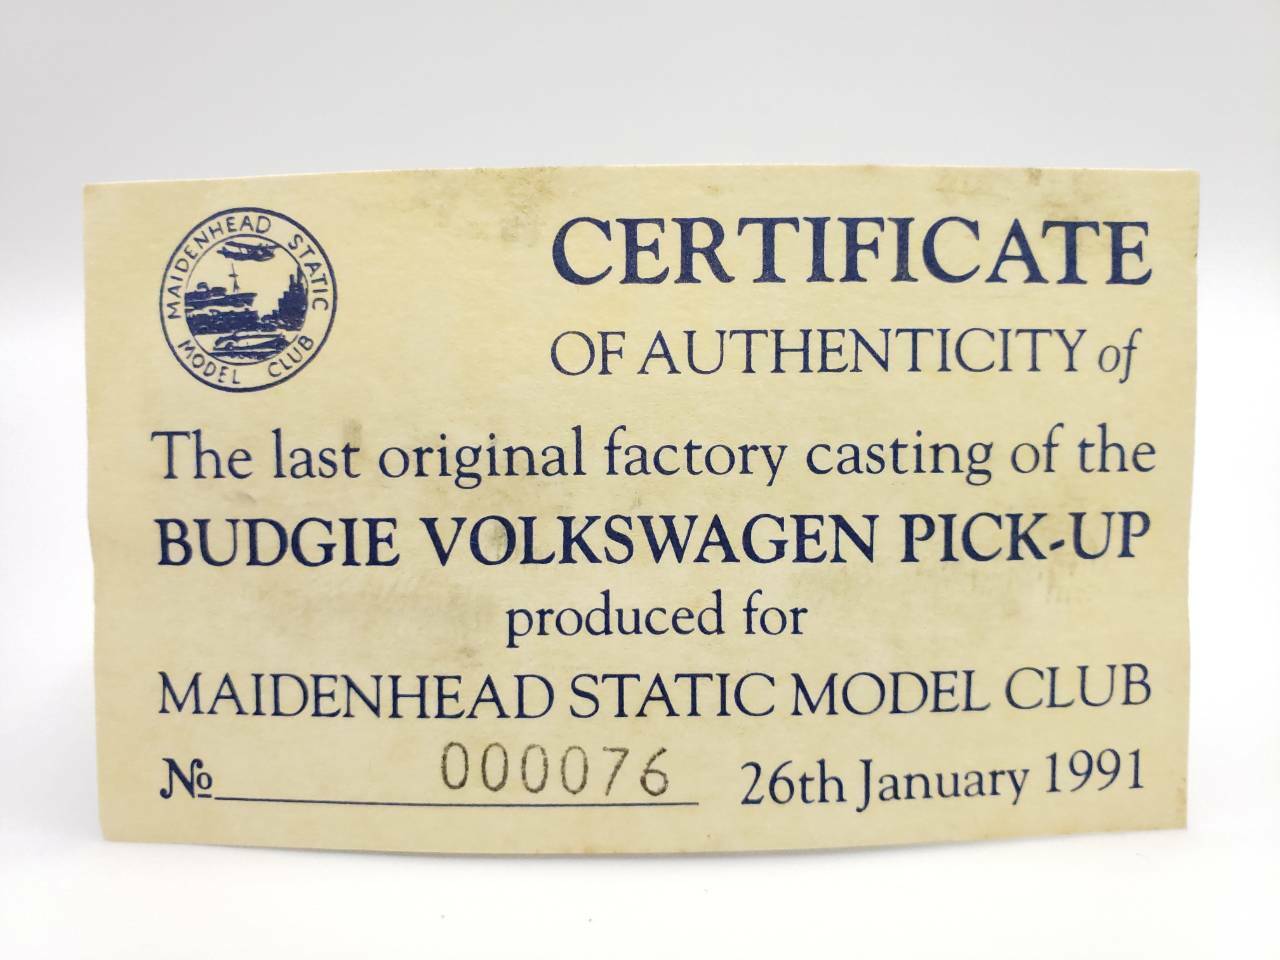 MAIDENHEAD STATIC
MODEL CLUB
CERTIFICATE
OF AUTHENTICITY of
The last original factory casting of the
BUDGIE VOLKSWAGEN PICK-UP
produced for
MAIDENHEAD STATIC MODEL CLUB
№ 000076 26th January 1991